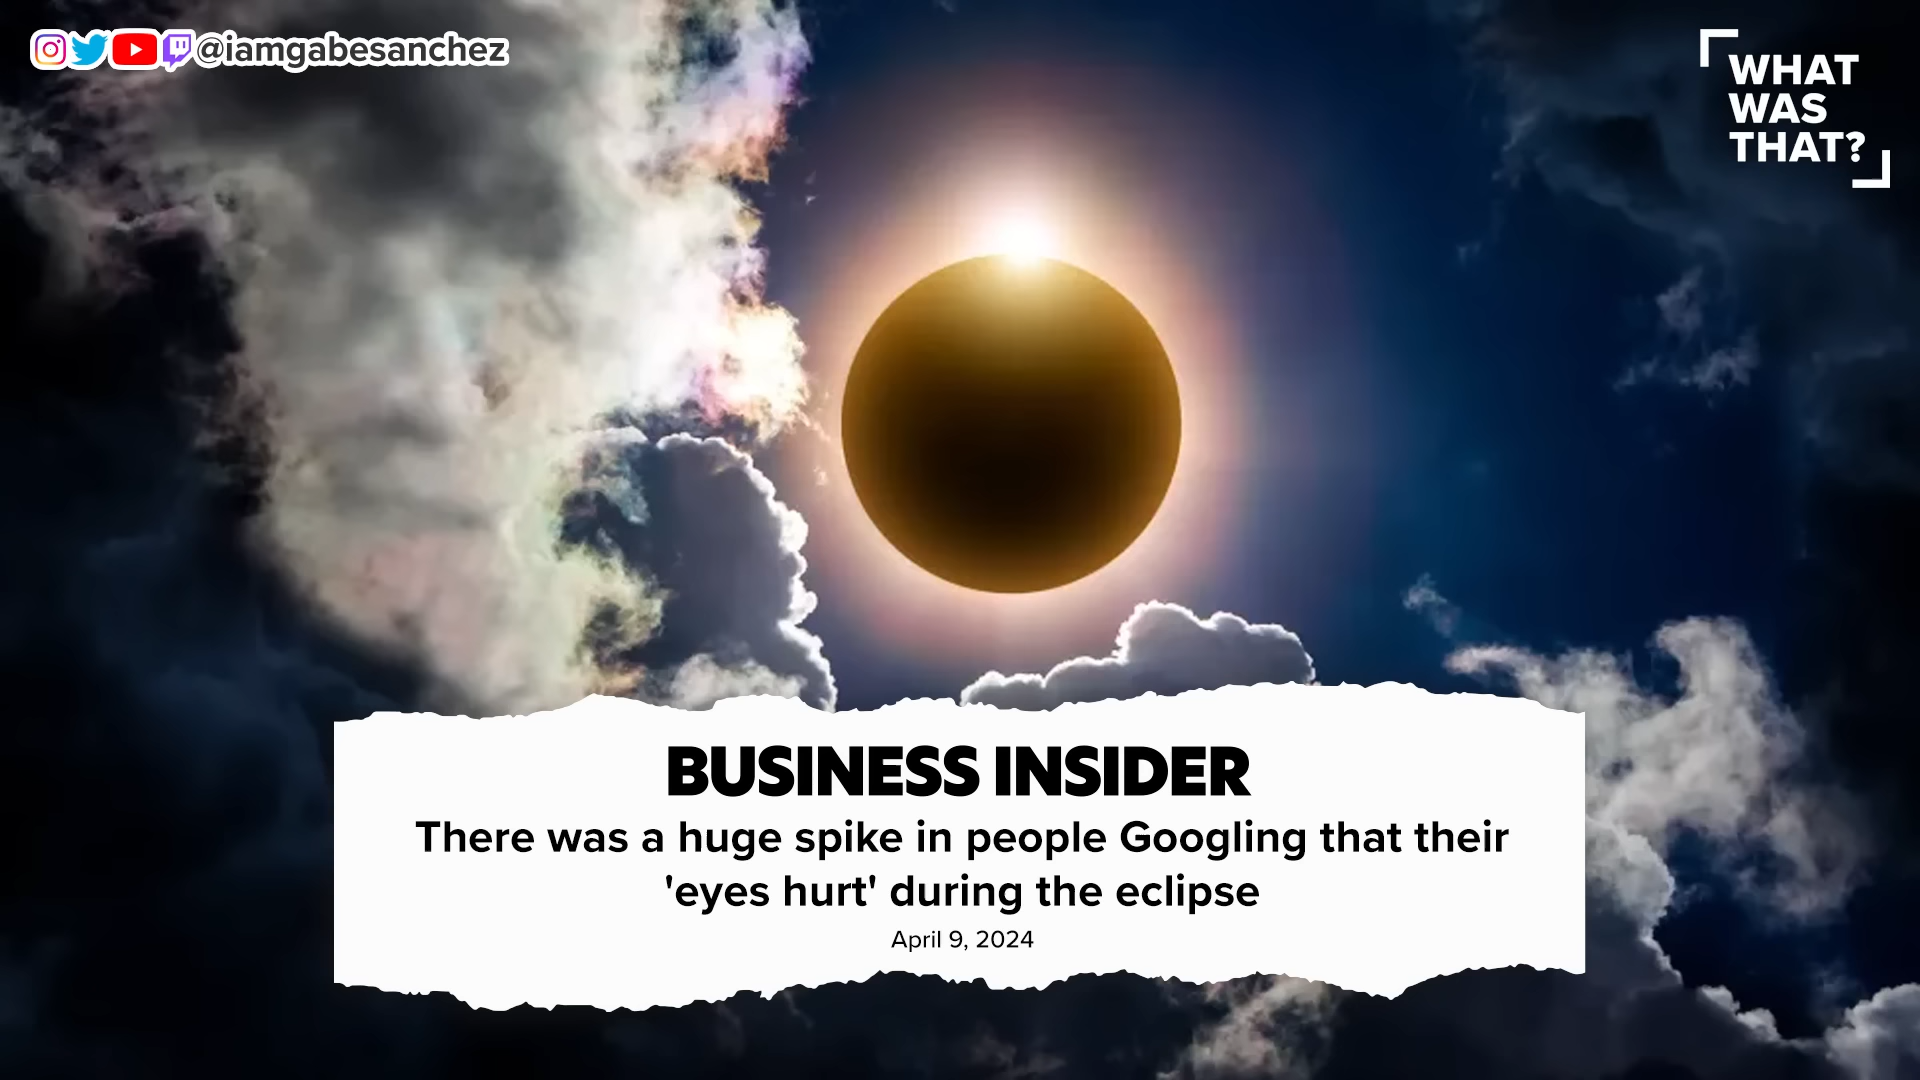 @iamgabesanchez
WHAT
WAS
THAT?
BUSINESS INSIDER
There was a huge spike in people Googling that their
'eyes hurt' during the eclipse
April 9, 2024